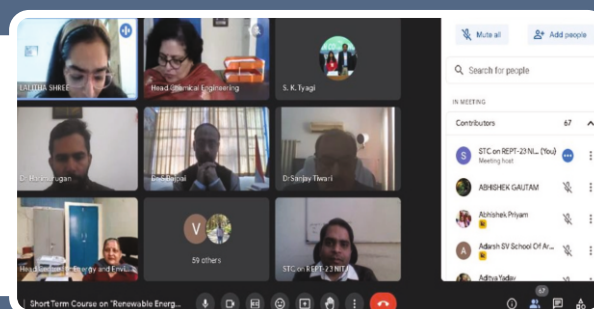 LALITHA SHREE
Head Chemical Engineering
S. K. Tyagi
Dr Sanjay Tiwari
V
59 others
STC on REPT-23 NIT
Short Term Course on "Renewable Energ...
Mute all
Add people
Search for people
IN MEETING
Contributors
67
S
STC on REPT-23 NI... (You)
Meeting host
ABHISHEK GAUTAM
Abhishek Priyam
A
Adarsh SV School Of Ar...
Aditya Yadav
67